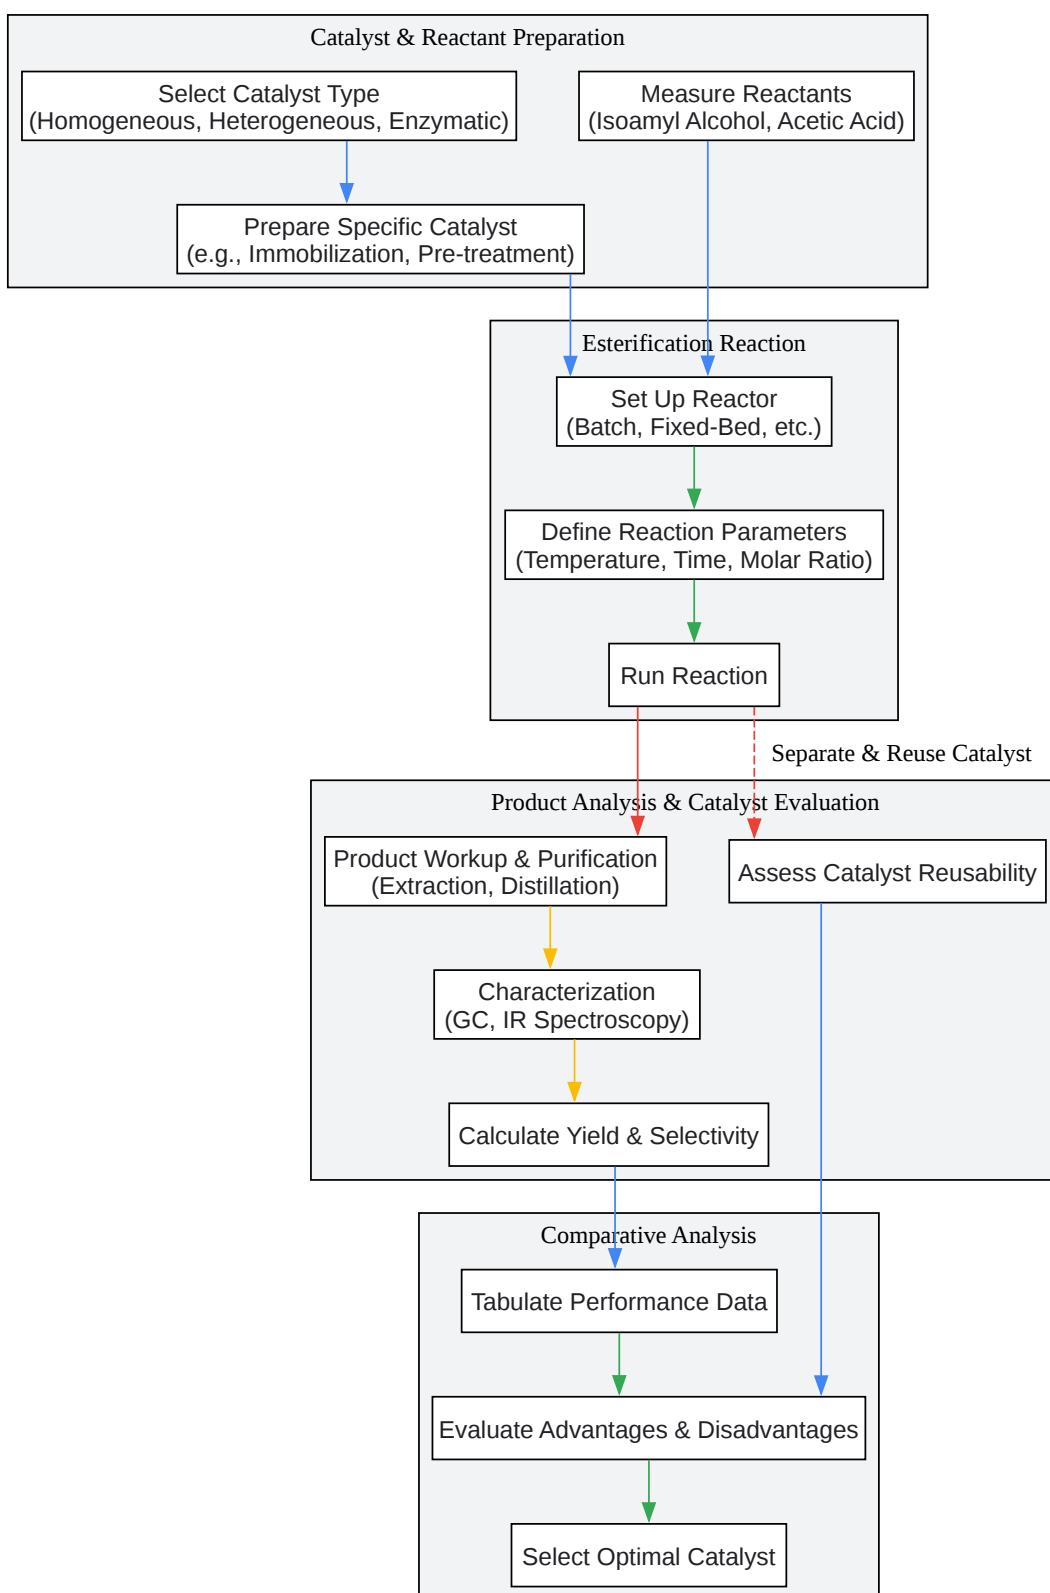 Catalyst & Reactant Preparation
Select Catalyst Type
(Homogeneous, Heterogeneous, Enzymatic)
Measure Reactants
(Isoamyl Alcohol, Acetic Acid)
Prepare Specific Catalyst
(e.g., Immobilization, Pre-treatment)
Esterification Reaction
Set Up Reactor
(Batch, Fixed-Bed, etc.)
Define Reaction Parameters
(Temperature, Time, Molar Ratio)
Run Reaction
Separate & Reuse Catalyst
Product Analysis & Catalyst Evaluation
Product Workup & Purification
(Extraction, Distillation)
Assess Catalyst Reusability
Characterization
(GC, IR Spectroscopy)
Calculate Yield & Selectivity
Comparative Analysis
Tabulate Performance Data
Evaluate Advantages & Disadvantages
Select Optimal Catalyst